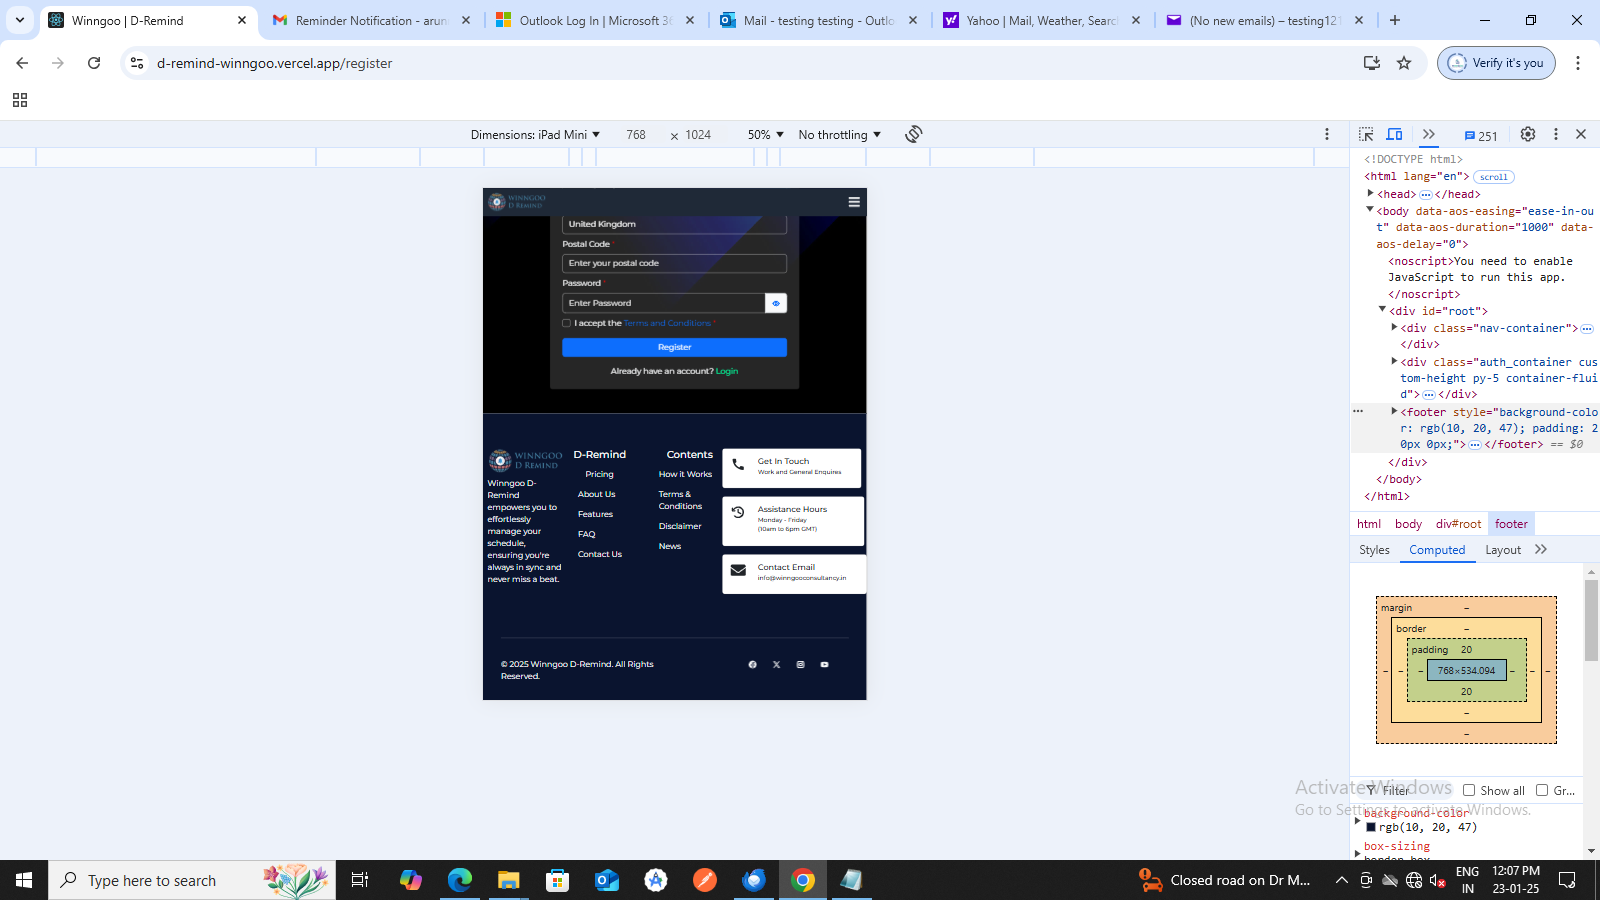 Winngoo | D-Remind
Reminder Notification - arun
Outlook Log In | Microsoft 36
Mail - testing testing - Outlo
Yahoo | Mail, Weather, Searc
(No new emails) – testing121
d-remind-winngoo.vercel.app/register
Verify it's you
Dimensions: iPad Mini
768
×
1024
50%
No throttling
251
WINNGOO
D REMIND
United Kingdom
Postal Code *
Enter your postal code
Password *
Enter Password
I accept the Terms and Conditions *
Register
Already have an account? Login
WINNGOO
D REMIND
Winngoo D-
Remind
empowers you to
effortlessly
manage your
schedule,
ensuring you're
always in sync and
never miss a beat.
D-Remind
Pricing
About Us
Features
FAQ
Contact Us
Contents
How it Works
Terms &
Conditions
Disclaimer
News
Get In Touch
Work and General Enquires
Assistance Hours
Monday - Friday
(10am to 6pm GMT)
Contact Email
info@winngooconsultancy.in
© 2025 Winngoo D-Remind. All Rights
Reserved.
<!DOCTYPE html>
<html lang="en">
scroll
<head> ⋯ </head>
<body data-aos-easing="ease-in-ou
t" data-aos-duration="1000" data-
aos-delay="0">
<noscript>You need to enable
JavaScript to run this app.
</noscript>
<div id="root">
<div class="nav-container"> ⋯
</div>
<div class="auth_container cus
tom-height py-5 container-flui
d"> ⋯ </div>
<footer style="background-colo
r: rgb(10, 20, 47); padding: 2
0px 0px;"> ⋯ </footer> == $0
</div>
</body>
</html>
html
body
div#root
footer
Styles
Computed
Layout
margin
–
border
–
padding
20
–
–
–
768×534.094
–
–
–
20
–
–
Filter
Show all
Gr...
Activate Windows
Go to Settings to activate Windows.
background-color
rgb(10, 20, 47)
box-sizing
border-box
Type here to search
Closed road on Dr M...
ENG
IN
12:07 PM
23-01-25